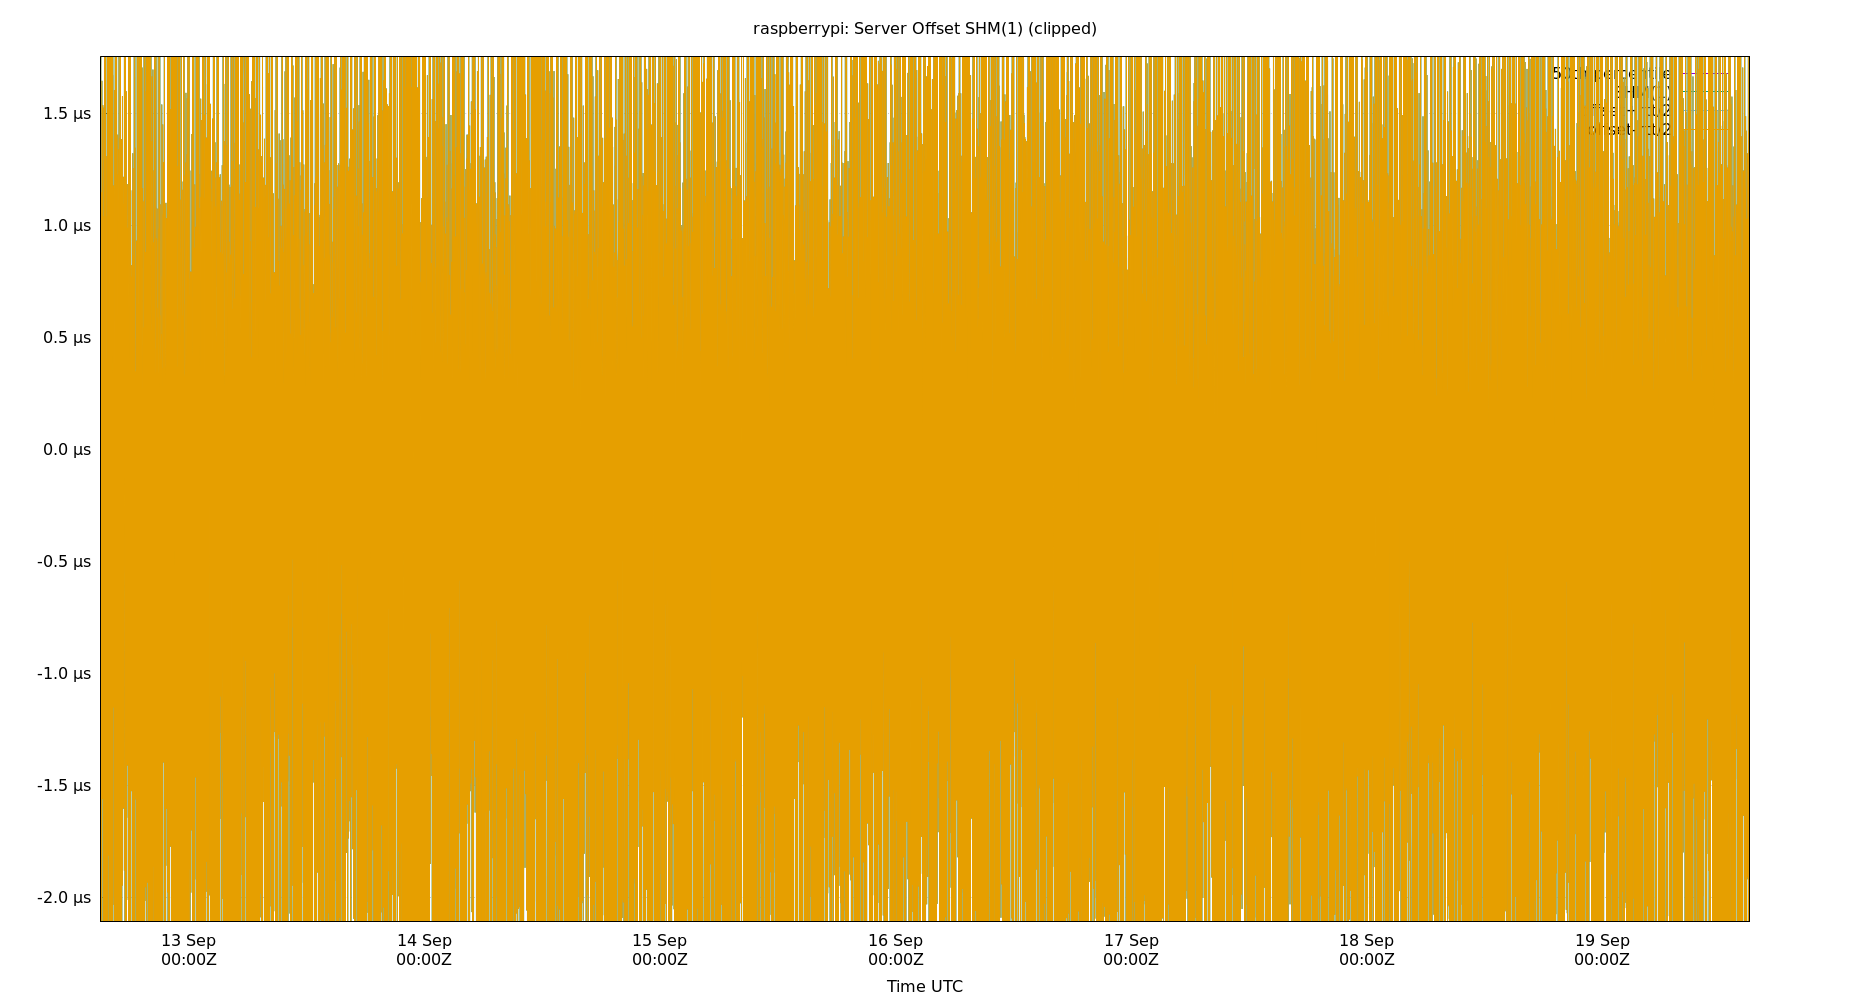 raspberrypi: Server Offset SHM(1) (clipped)
1.5 µs
1.0 µs
0.5 µs
0.0 µs
-0.5 µs
-1.0 µs
-1.5 µs
-2.0 µs
13 Sep
00:00Z
14 Sep
00:00Z
15 Sep
00:00Z
16 Sep
00:00Z
17 Sep
00:00Z
18 Sep
00:00Z
19 Sep
00:00Z
Time UTC